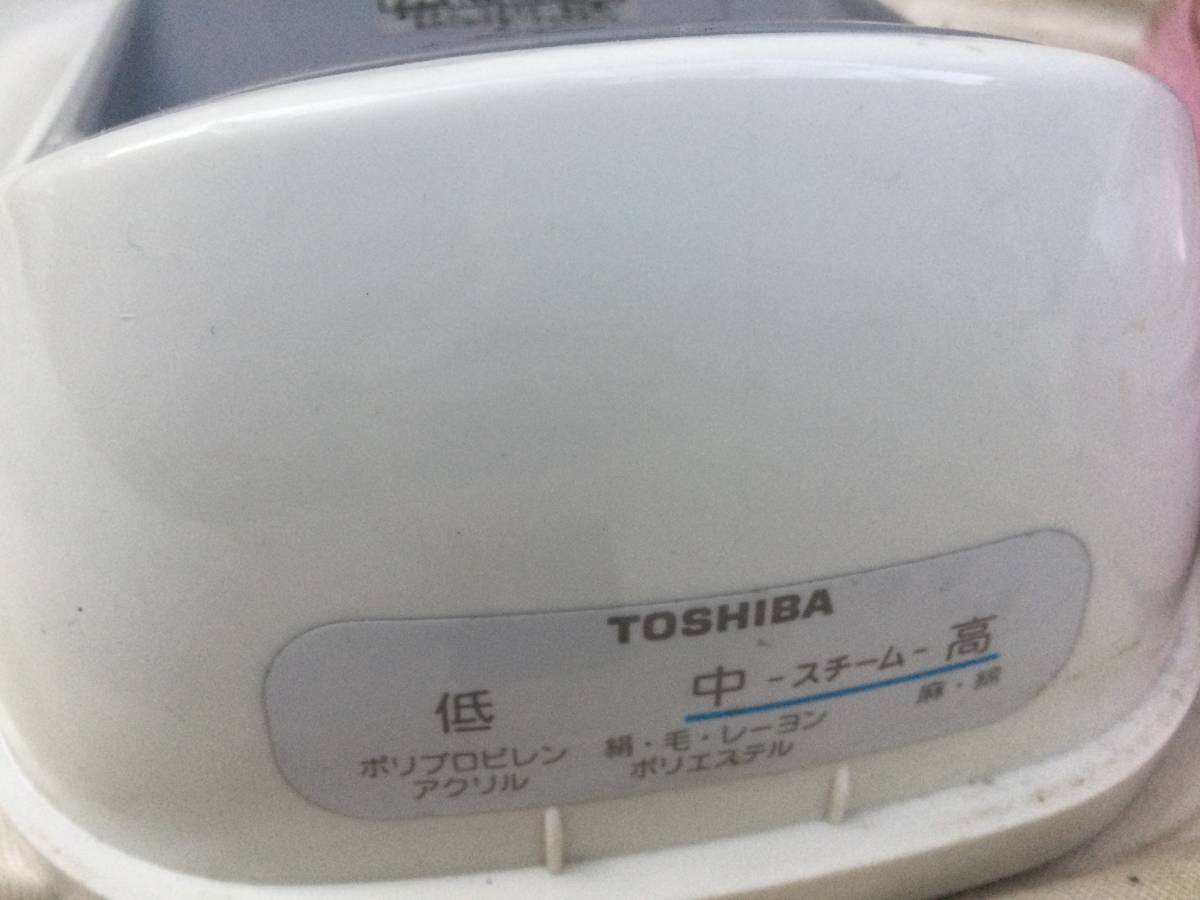 TOSHIBA
低
中 -スチーム- 高
ポリプロピレン
アクリル
絹・毛・レーヨン
ポリエステル
麻・綿